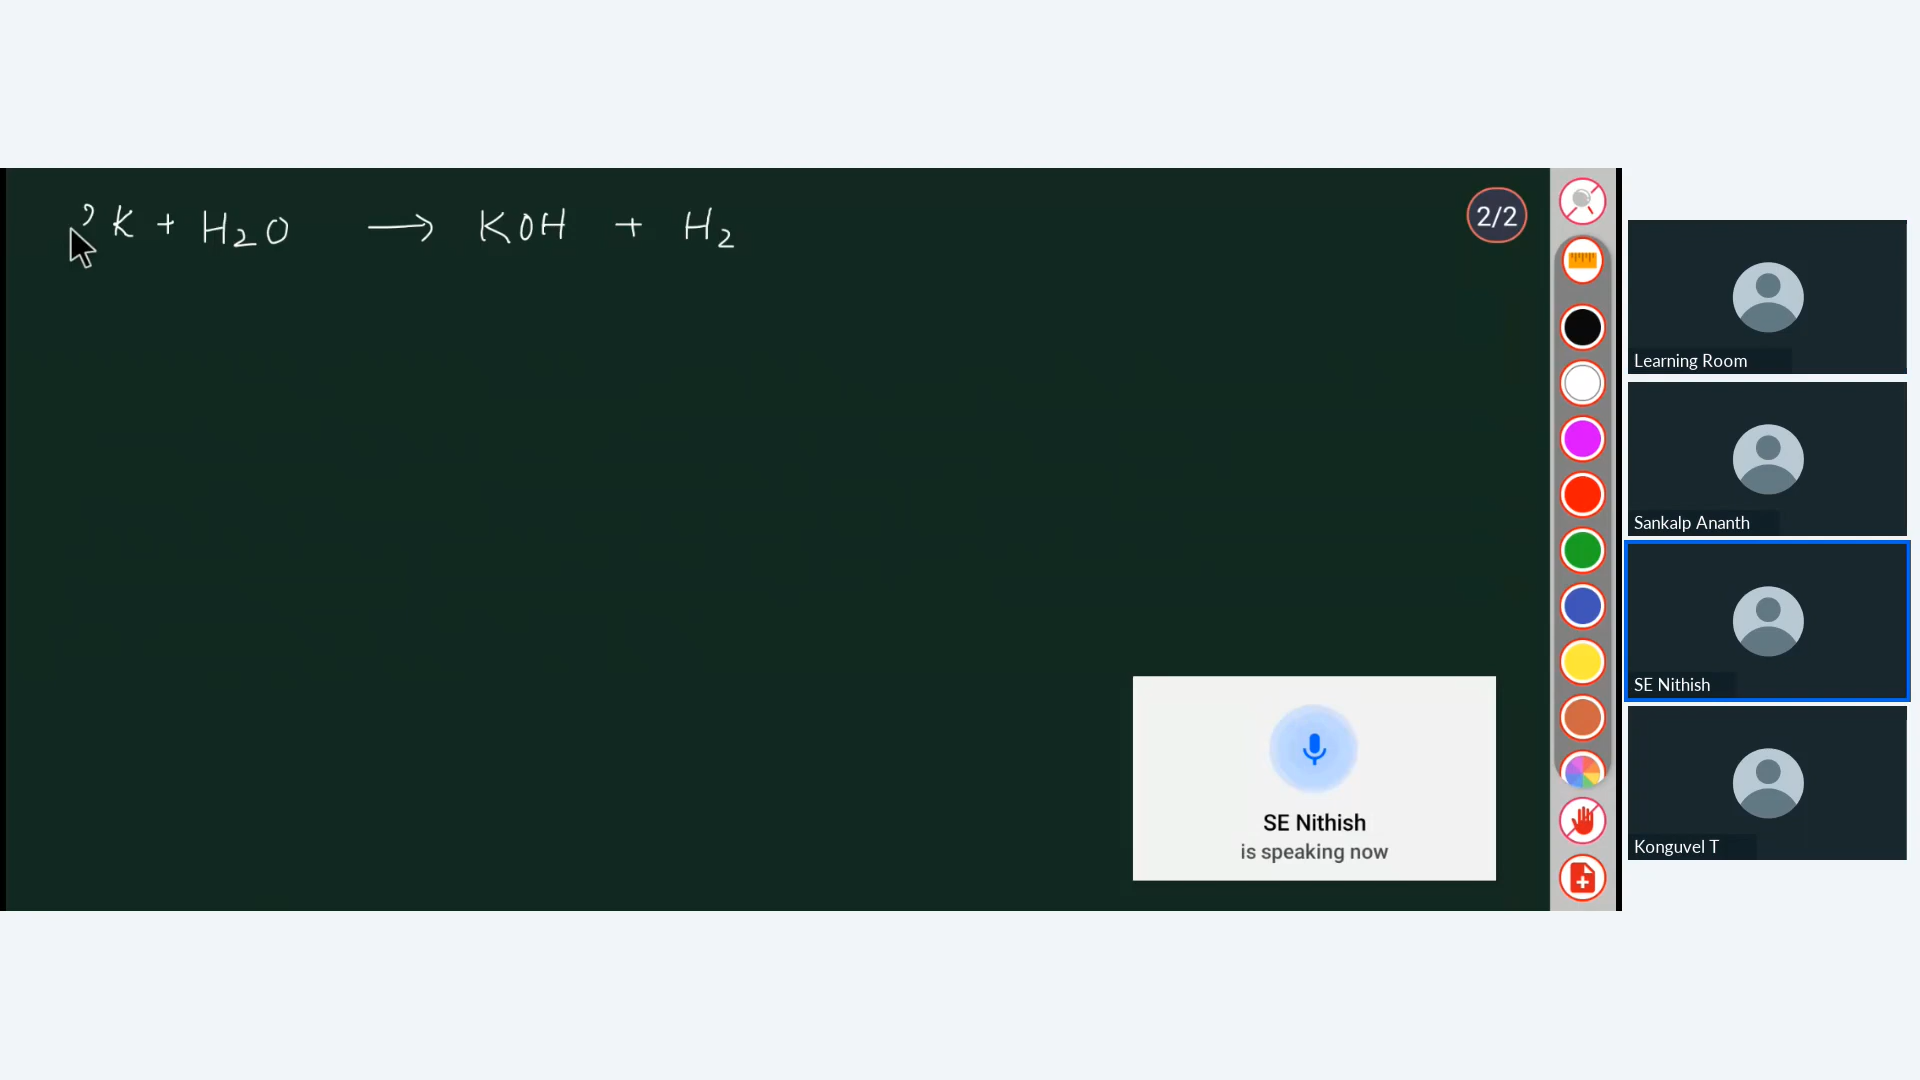 K + H₂O → KOH + H₂
2/2
Learning Room
Sankalp Ananth
SE Nithish
Konguvel T
SE Nithish
is speaking now